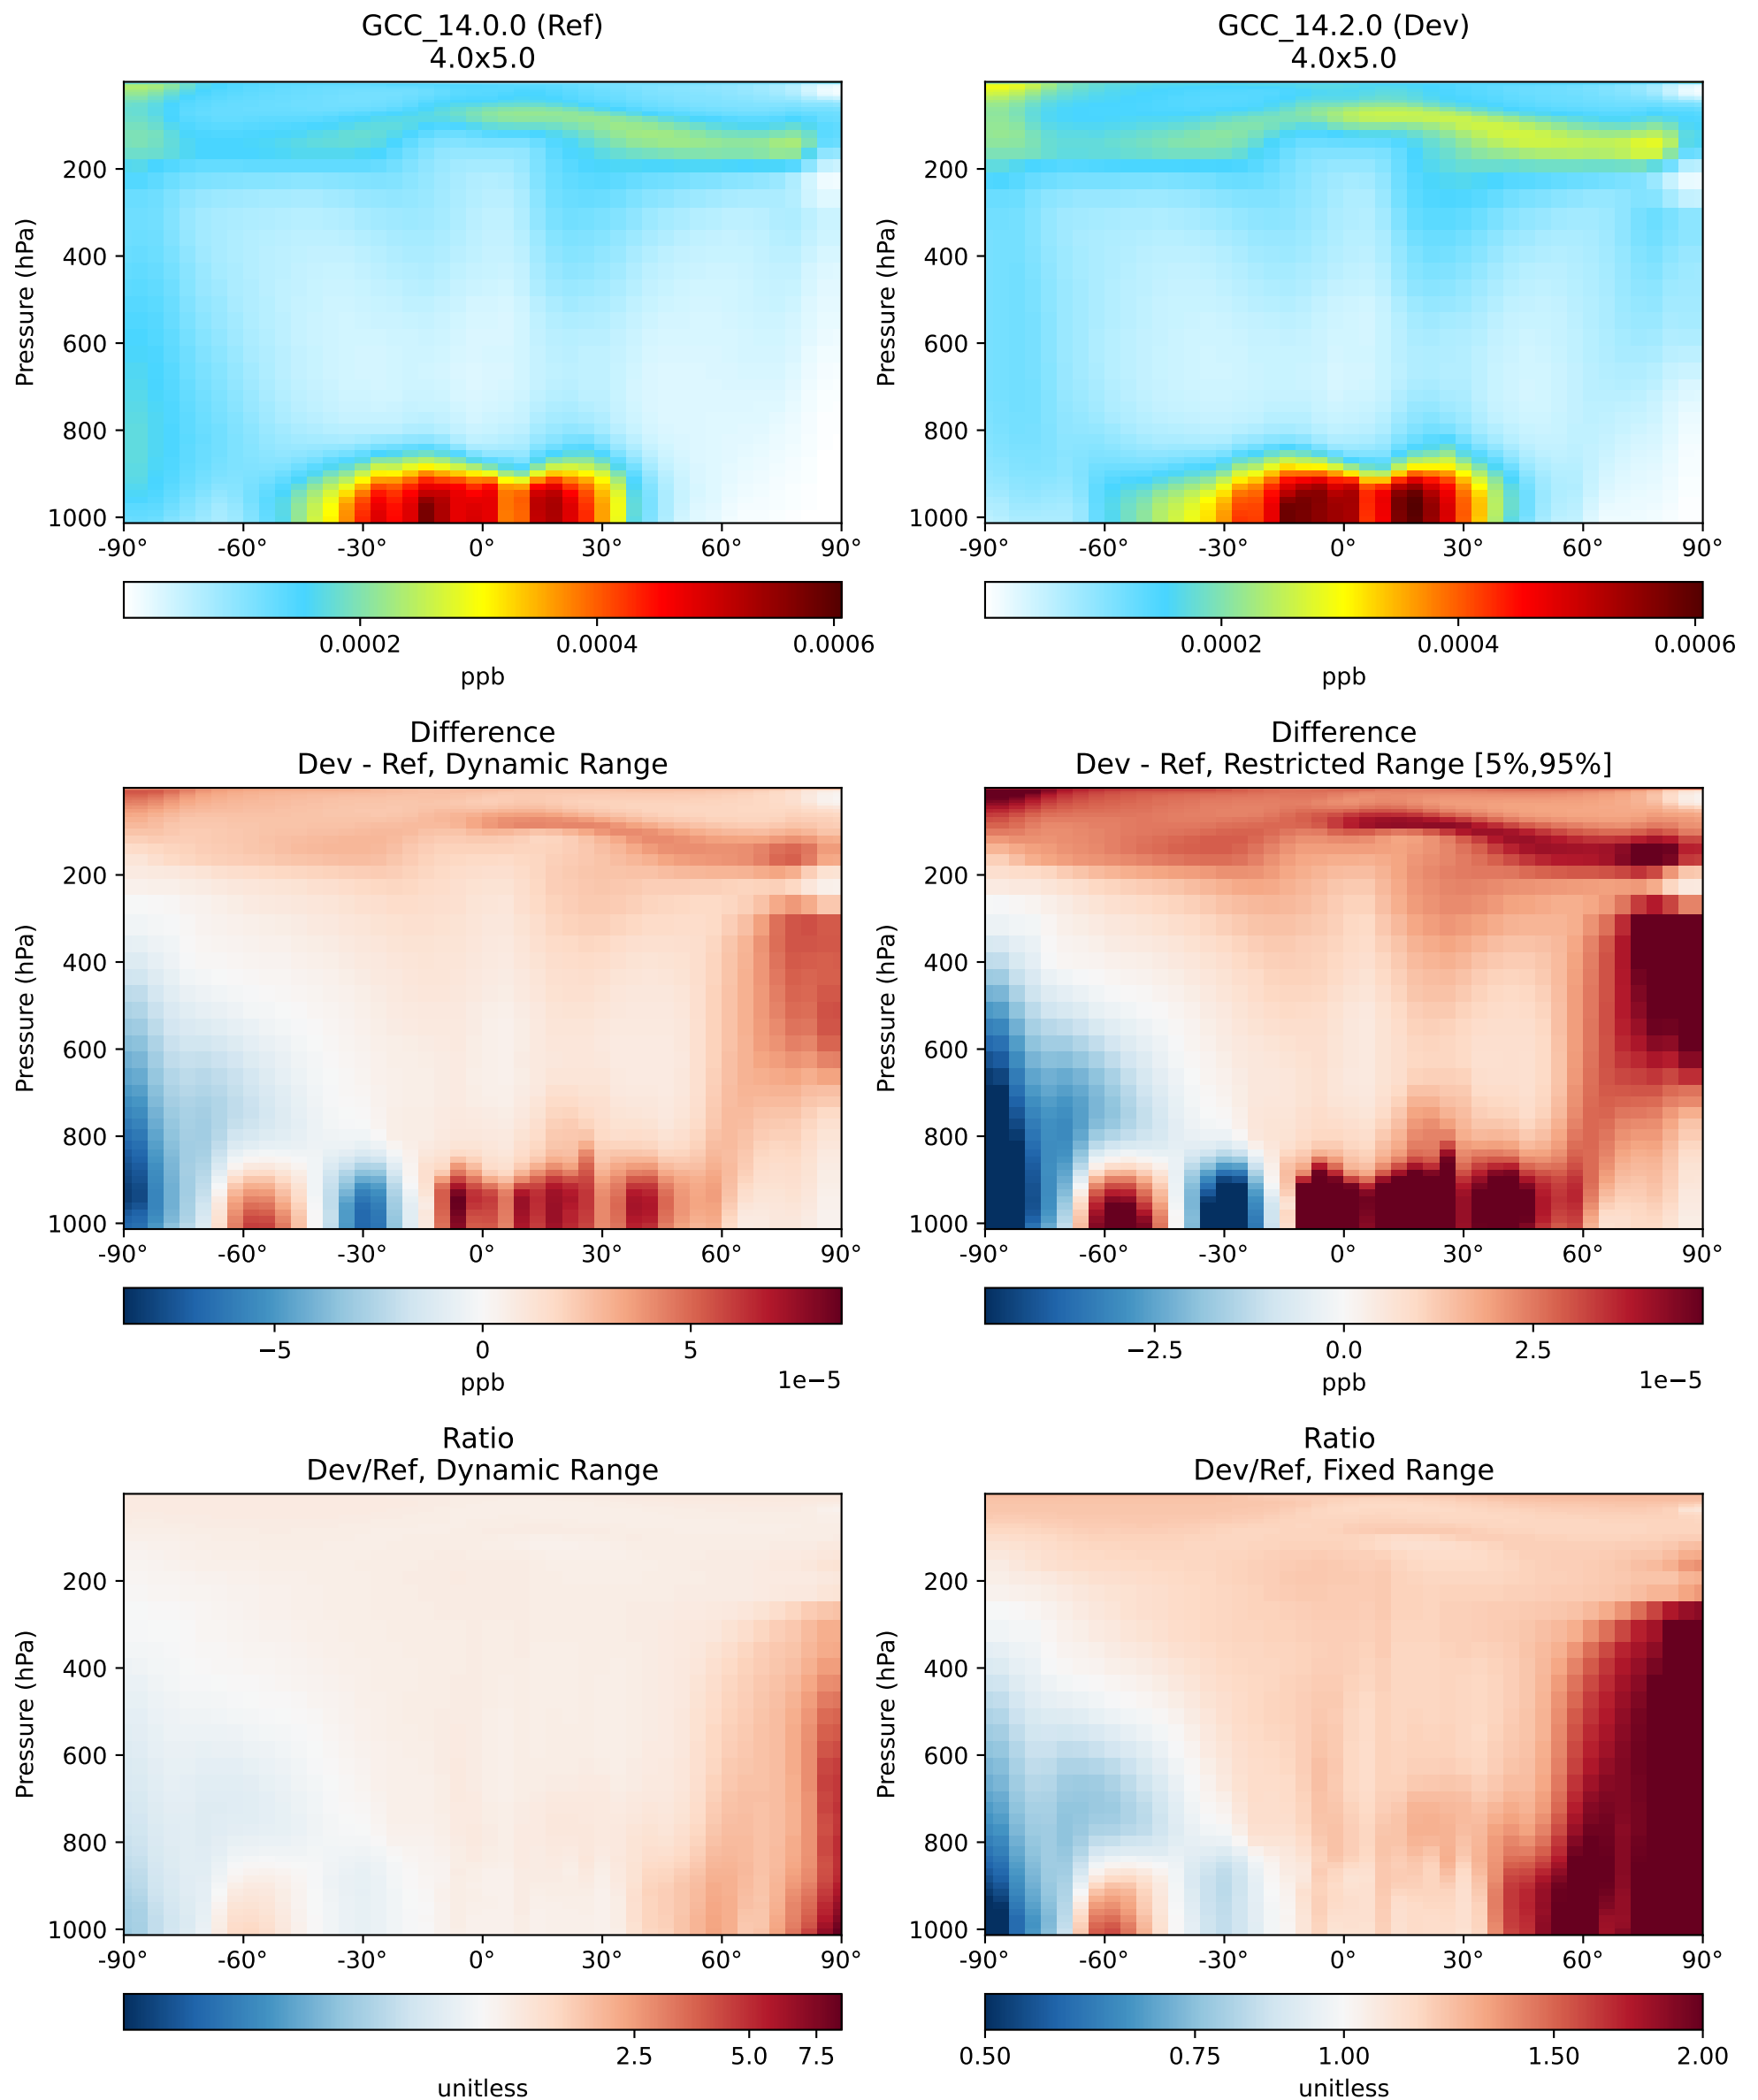 GCC_14.0.0 (Ref)
4.0x5.0
GCC_14.2.0 (Dev)
4.0x5.0
Pressure (hPa)
200
400
600
800
1000
-90° -60° -30° 0° 30° 60° 90°
Pressure (hPa)
200
400
600
800
1000
-90° -60° -30° 0° 30° 60° 90°
0.0002 0.0004 0.0006
ppb
0.0002 0.0004 0.0006
ppb
Difference
Dev - Ref, Dynamic Range
Difference
Dev - Ref, Restricted Range [5%,95%]
Pressure (hPa)
200
400
600
800
1000
-90° -60° -30° 0° 30° 60° 90°
Pressure (hPa)
200
400
600
800
1000
-90° -60° -30° 0° 30° 60° 90°
−5 0 5
ppb
1e−5
−2.5 0.0 2.5
ppb
1e−5
Ratio
Dev/Ref, Dynamic Range
Ratio
Dev/Ref, Fixed Range
Pressure (hPa)
200
400
600
800
1000
-90° -60° -30° 0° 30° 60° 90°
Pressure (hPa)
200
400
600
800
1000
-90° -60° -30° 0° 30° 60° 90°
2.5 5.0 7.5
unitless
0.50 0.75 1.00 1.50 2.00
unitless